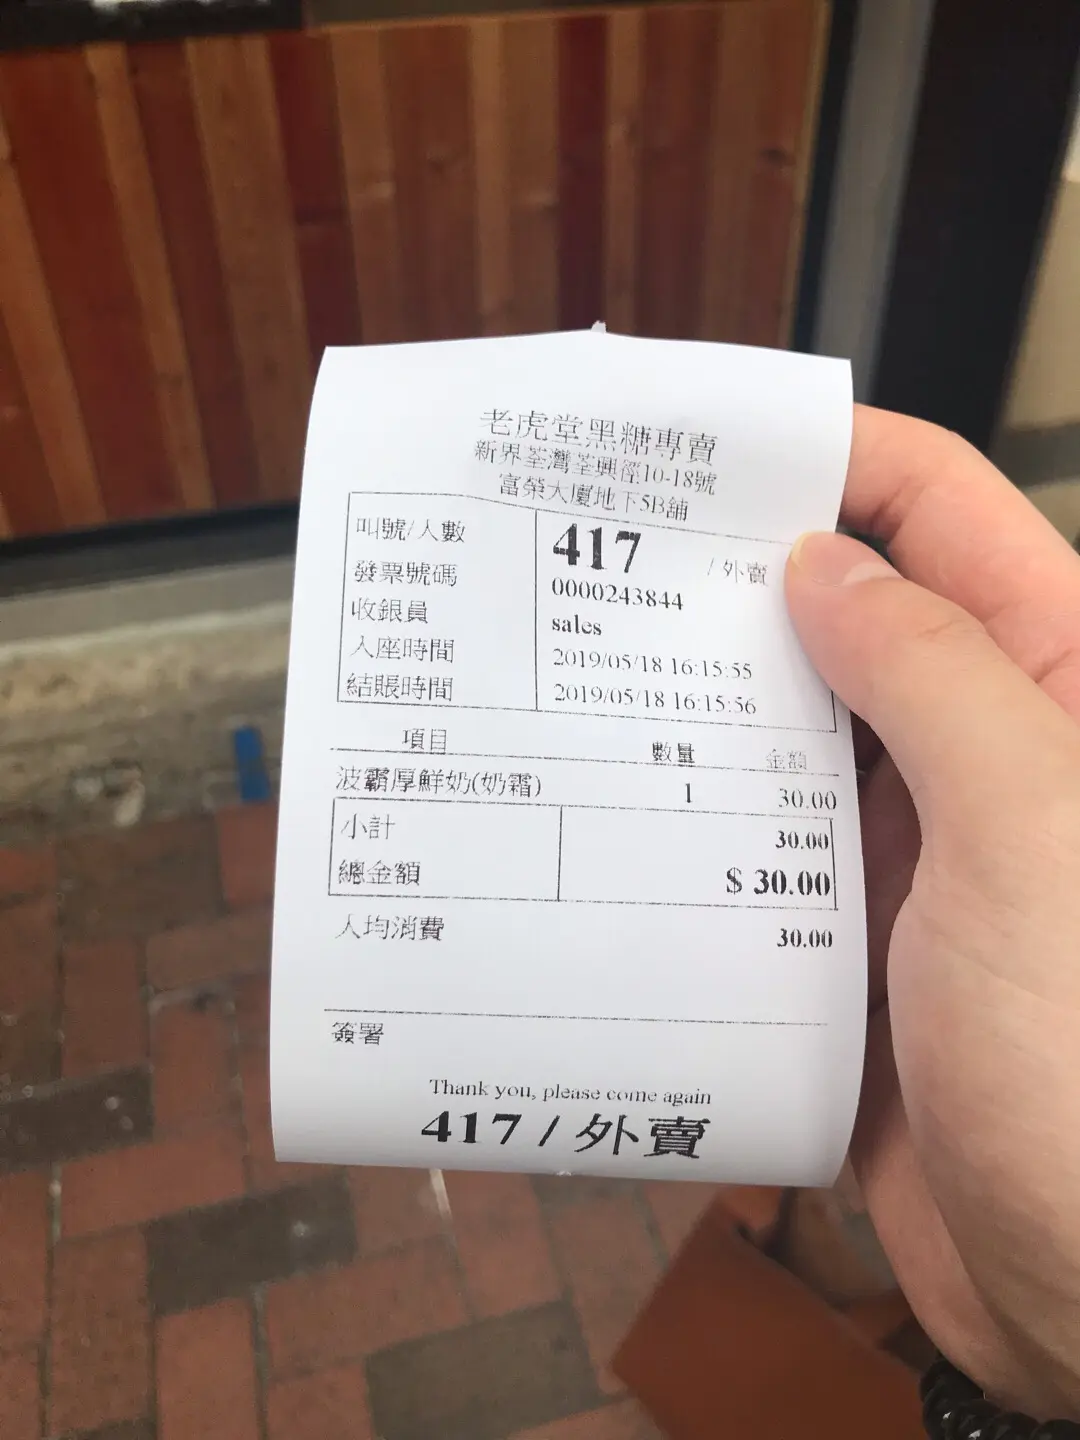 老虎堂黑糖專賣
新界荃灣荃興徑10-18號
富榮大廈地下5B舖
叫號/人數 417 /外賣
發票號碼 0000243844
收銀員 sales
入座時間 2019/05/18 16:15:55
結賬時間 2019/05/18 16:15:56
項目 數量 金額
波霸厚鮮奶(奶霜) 1 30.00
小計 30.00
總金額 $ 30.00
人均消費 30.00
簽署
Thank you, please come again
417 / 外賣